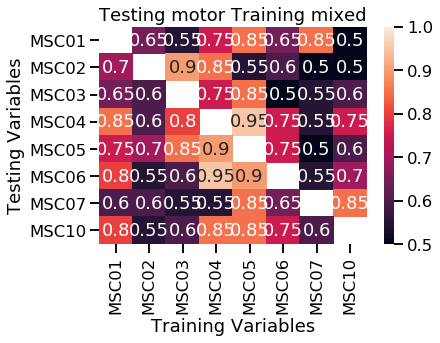 Testing motor Training mixed
Testing Variables
MSC01 0.65 0.55 0.75 0.85 0.65 0.85 0.5
MSC02 0.7 0.9 0.85 0.55 0.6 0.5 0.5
MSC03 0.65 0.6 0.75 0.85 0.5 0.55 0.6
MSC04 0.85 0.6 0.8 0.95 0.75 0.55 0.75
MSC05 0.75 0.7 0.85 0.9 0.75 0.5 0.6
MSC06 0.8 0.55 0.6 0.95 0.9 0.55 0.7
MSC07 0.6 0.6 0.55 0.55 0.85 0.65 0.85
MSC10 0.8 0.55 0.6 0.85 0.85 0.75 0.6
MSC01 MSC02 MSC03 MSC04 MSC05 MSC06 MSC07 MSC10
Training Variables
1.0
0.9
0.8
0.7
0.6
0.5